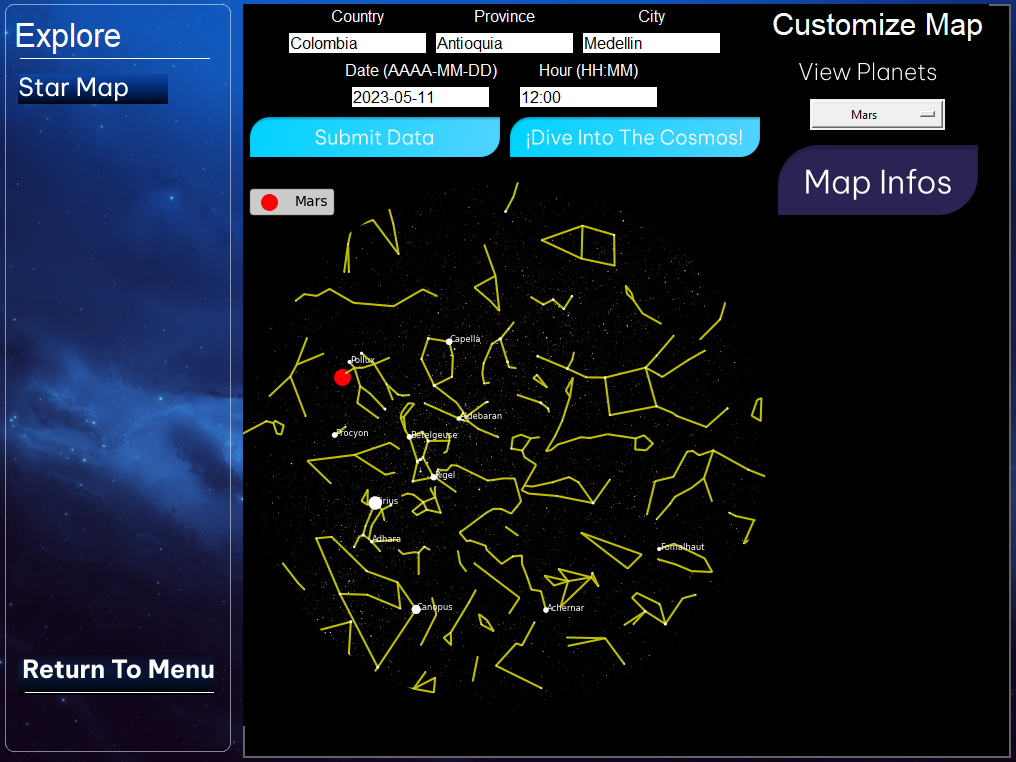 Explore
Star Map
Return To Menu
Country Province City
Colombia Antioquia Medellin
Date (AAAA-MM-DD) Hour (HH:MM)
2023-05-11 12:00
Submit Data ¡Dive Into The Cosmos!
Customize Map
View Planets
Mars
Map Infos
Mars
Capella
Pollux
Aldebaran
Procyon
Betelgeuse
Rigel
Sirius
Adhara
Fomalhaut
Canopus
Achernar